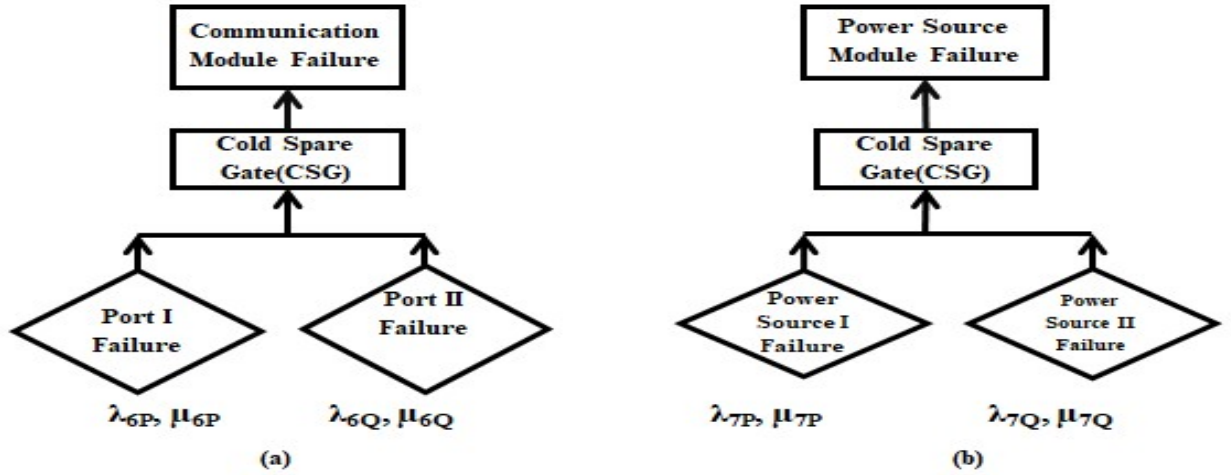 Communication
Module Failure
Cold Spare
Gate(CSG)
Port I
Failure
Port II
Failure
λ6P, μ6P
λ6Q, μ6Q
(a)
Power Source
Module Failure
Cold Spare
Gate(CSG)
Power
Source I
Failure
Power
Source II
Failure
λ7P, μ7P
λ7Q, μ7Q
(b)